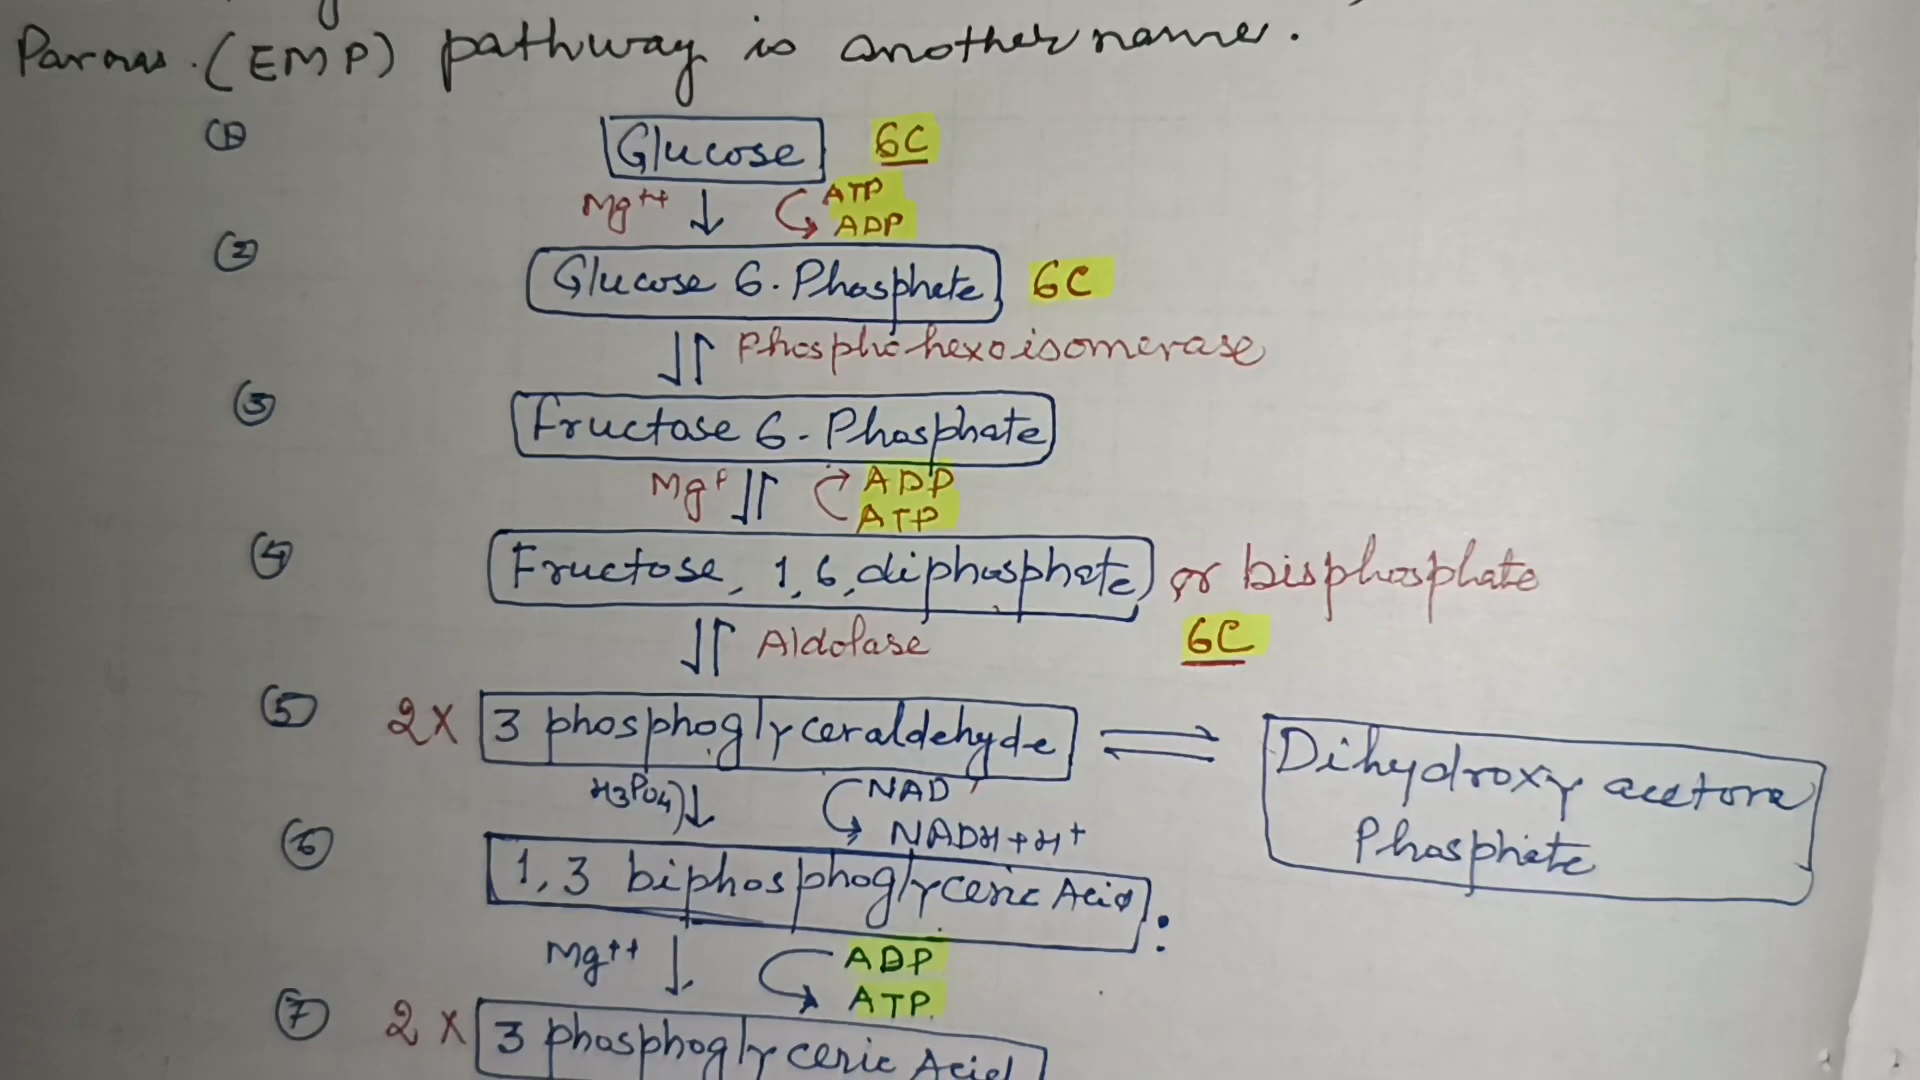 Parnas. (EMP) pathway is another name.
① Glucose 6C
Mg++ ATP
ADP
② Glucose 6. Phosphate 6C
Phosphohexoisomerase
③ Fructose 6 - Phosphate
ADP
Mg+ ATP
④ Fructose, 1,6, diphosphate or bisphosphate
Aldolase 6C
⑤ 2x 3 phosphoglyceraldehyde Dihydroxy acetone
Phosphate
H3PO4 NAD
NADH+H+
⑥ 1,3 biphosphoglyceric Acid :
Mg++ ADP
ATP.
⑦ 2x 3 phosphoglyceric Acid